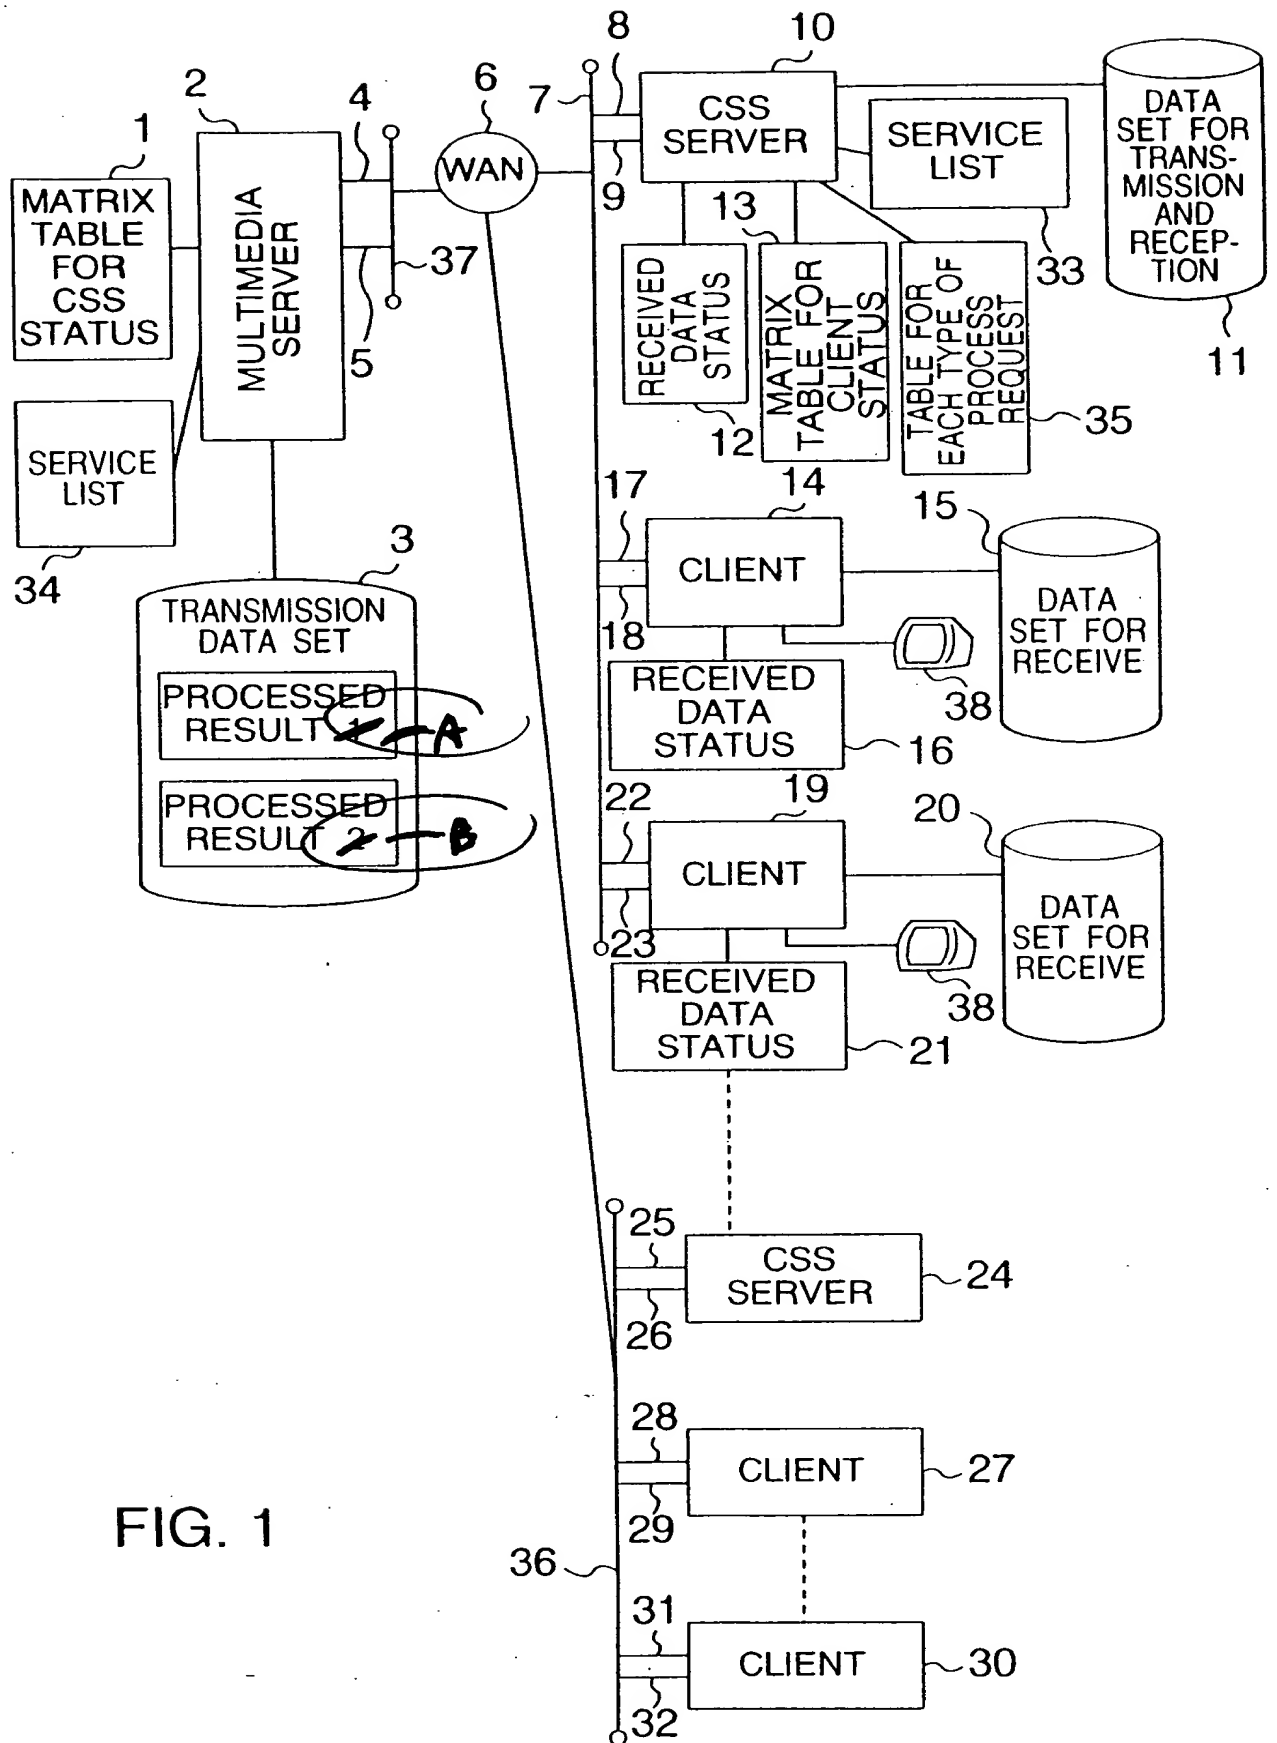 1
MATRIX
TABLE
FOR
CSS
STATUS
2
MULTIMEDIA
SERVER
4
5
37
6
WAN
34
SERVICE
LIST
3
TRANSMISSION
DATA SET
PROCESSED
RESULT 1 A
PROCESSED
RESULT 2 B
7
8
9
10
CSS
SERVER
SERVICE
LIST
33
DATA
SET FOR
TRANS-
MISSION
AND
RECEP-
TION
11
RECEIVED
DATA
STATUS
12
13
MATRIX
TABLE FOR
CLIENT
STATUS
TABLE FOR
EACH TYPE OF
PROCESS
REQUEST
35
17
18
14
CLIENT
15
DATA
SET FOR
RECEIVE
38
RECEIVED
DATA
STATUS
16
22
23
19
CLIENT
20
DATA
SET FOR
RECEIVE
38
RECEIVED
DATA
STATUS
21
25
26
CSS
SERVER
24
28
29
CLIENT
27
36
31
32
CLIENT
30
FIG. 1